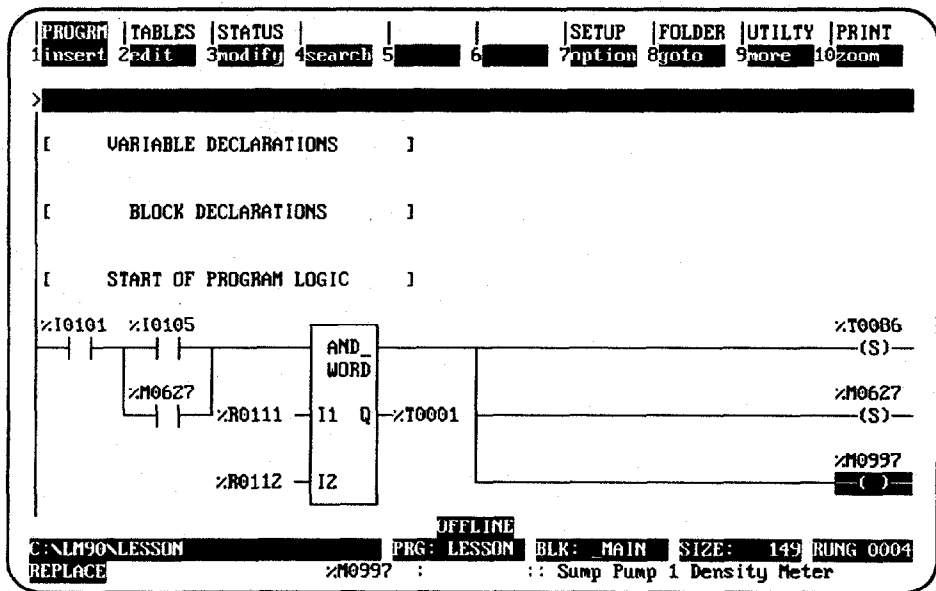 PROGRM |TABLES |STATUS | | | |SETUP |FOLDER |UTILTY |PRINT
1insert 2edit 3modify 4search 5 6 7option 8goto 9more 10zoom
>
[ VARIABLE DECLARATIONS ]
[ BLOCK DECLARATIONS ]
[ START OF PROGRAM LOGIC ]
%I0101 %I0105 %T0086
AND_ (S)
WORD
%M0627 %M0627
%R0111 I1 Q %T0001 (S)
%M0997
%R0112 I2 ( )
OFFLINE
C:\LM90\LESSON PRG: LESSON BLK: _MAIN SIZE: 149 RUNG 0004
REPLACE %M0997 : :: Sump Pump 1 Density Meter